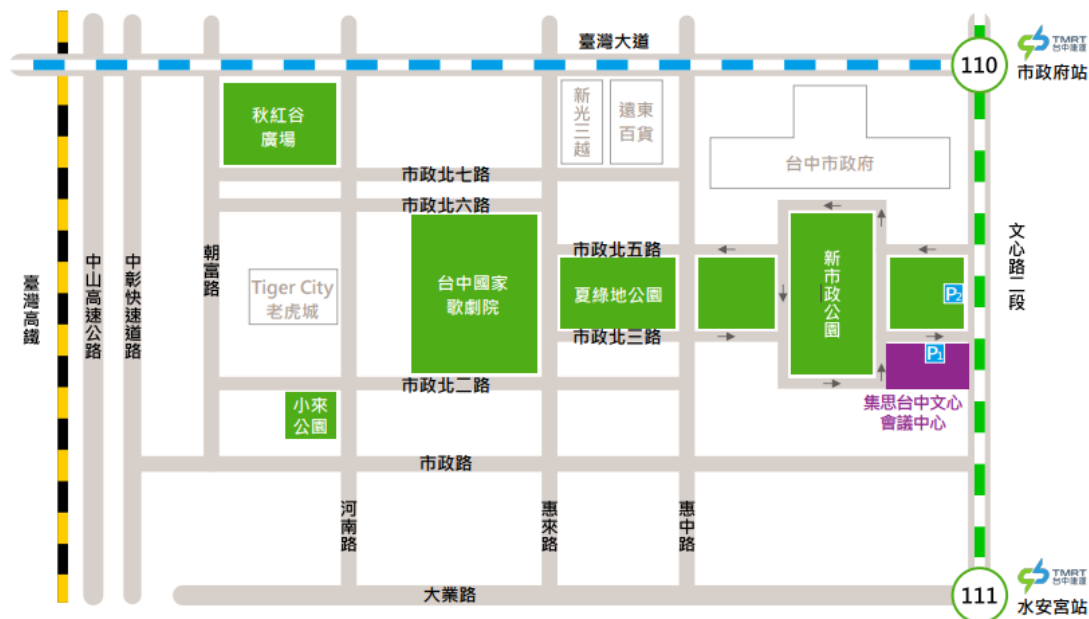 臺灣大道
110
TMRT
台中捷運
市政府站
秋紅谷
廣場
新光三越
遠東
百貨
台中市政府
市政北七路
市政北六路
臺灣高鐵
中山高速公路
中彰快速道路
朝富路
Tiger City
老虎城
台中國家
歌劇院
市政北五路
夏綠地公園
市政北三路
新市政公園
P2
P1
文心路二段
市政北二路
小來
公園
集思台中文心
會議中心
市政路
河南路
惠來路
惠中路
大業路
111
TMRT
台中捷運
水安宮站